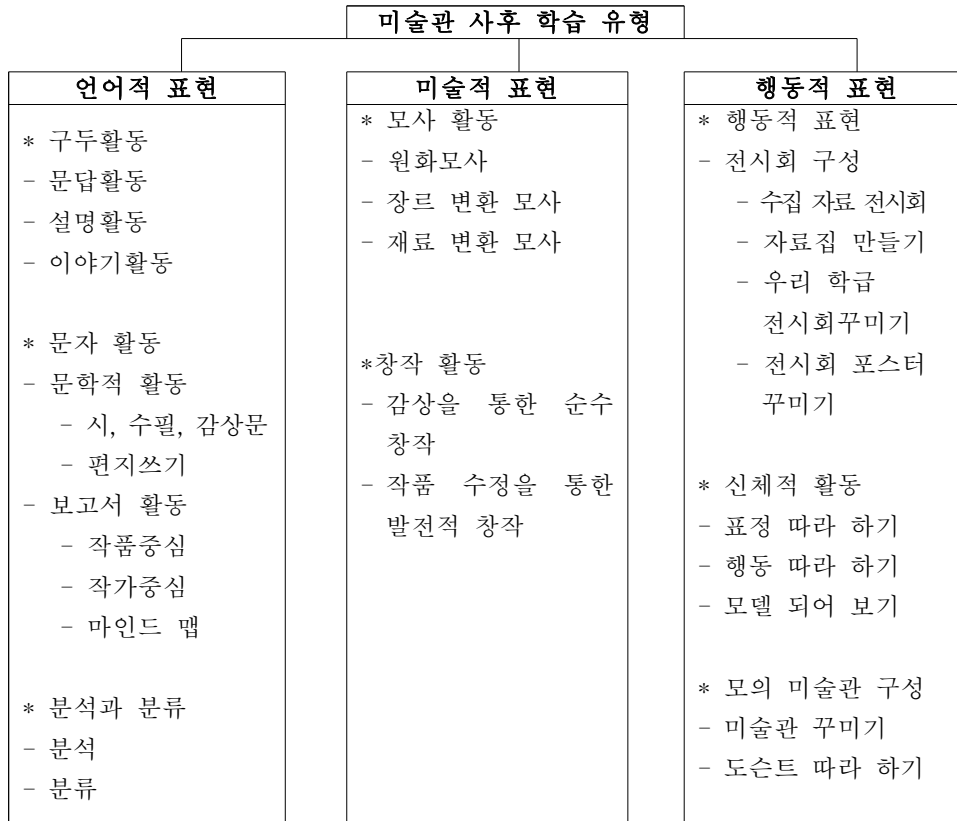 미술관 사후 학습 유형
언어적 표현
* 구두활동
- 문답활동
- 설명활동
- 이야기활동
* 문자 활동
- 문학적 활동
- 시, 수필, 감상문
- 편지쓰기
- 보고서 활동
- 작품중심
- 작가중심
- 마인드 맵
* 분석과 분류
- 분석
- 분류
미술적 표현
* 모사 활동
- 원화모사
- 장르 변환 모사
- 재료 변환 모사
*창작 활동
- 감상을 통한 순수
창작
- 작품 수정을 통한
발전적 창작
행동적 표현
* 행동적 표현
- 전시회 구성
- 수집 자료 전시회
- 자료집 만들기
- 우리 학급
전시회꾸미기
- 전시회 포스터
꾸미기
* 신체적 활동
- 표정 따라 하기
- 행동 따라 하기
- 모델 되어 보기
* 모의 미술관 구성
- 미술관 꾸미기
- 도슨트 따라 하기